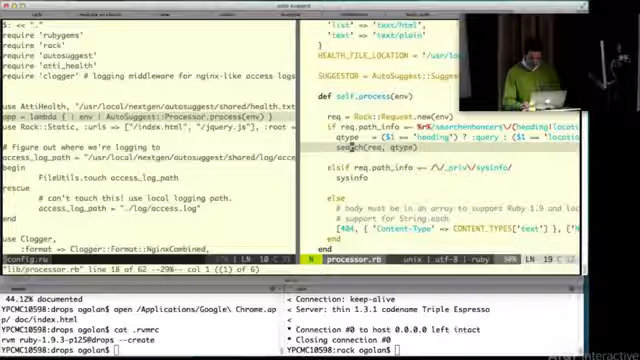 $: << "."
require 'rubygems'
require 'rack'
require 'autosuggest'
require 'atti_health'
require 'clogger' # logging middleware for nginx-like access logs
use AttiHealth, "/usr/local/nextgen/autosuggest/shared/health.txt
app = lambda { | env | AutoSuggest::Processor.process(env) }
use Rack::Static, :urls => ["/index.html", "/jquery.js"], :root =
# figure out where we're logging
access_log_path = "/usr/local/nextgen/autosuggest/shared/log/acces
begin
FileUtils.touch access_log_path
rescue
# can't touch this! use local logging path.
access_log_path = "./log/access.log"
end
use Clogger,
:format => Clogger::Format::NginxCombined,
config.ru
LN 10 C 31
'list' => 'text/html',
'text' => 'text/plain'
}
HEALTH_FILE_LOCATION = '/usr/lo
SUGGESTOR = AutoSuggest::Sugges
def self.process(env)
req = Rack::Request.new(env)
if req.path_info =~
qtype = ($1 == 'heading') ? :query : ($1 == 'locatio
search(req, qtype)
elsif req.path_info =~ /\/_priv\/sysinfo/
sysinfo
else
# body must be in an array to support Ruby 1.9 and
# support for String.each
[404, { 'Content-Type' => CONTENT_TYPES['text'] },
end
end
N processor.rb unix | utf-8 | ruby 30% LN 19 C
"lib/processor.rb" line 18 of 62 --29%-- col 1 ((1) of 6)
44.12% documented
YPCMC10598:drops ogolan$ open /Applications/Google\ Chrome.ap
p/ doc/index.html
YPCMC10598:drops ogolan$ cat .rvmrc
rvm ruby-1.9.3-p125@drops --create
YPCMC10598:drops ogolan$
< Connection: keep-alive
< Server: thin 1.3.1 codename Triple Espresso
<
* Connection #0 to host 0.0.0.0 left intact
* Closing connection #0
YPCMC10598:rack ogolan$